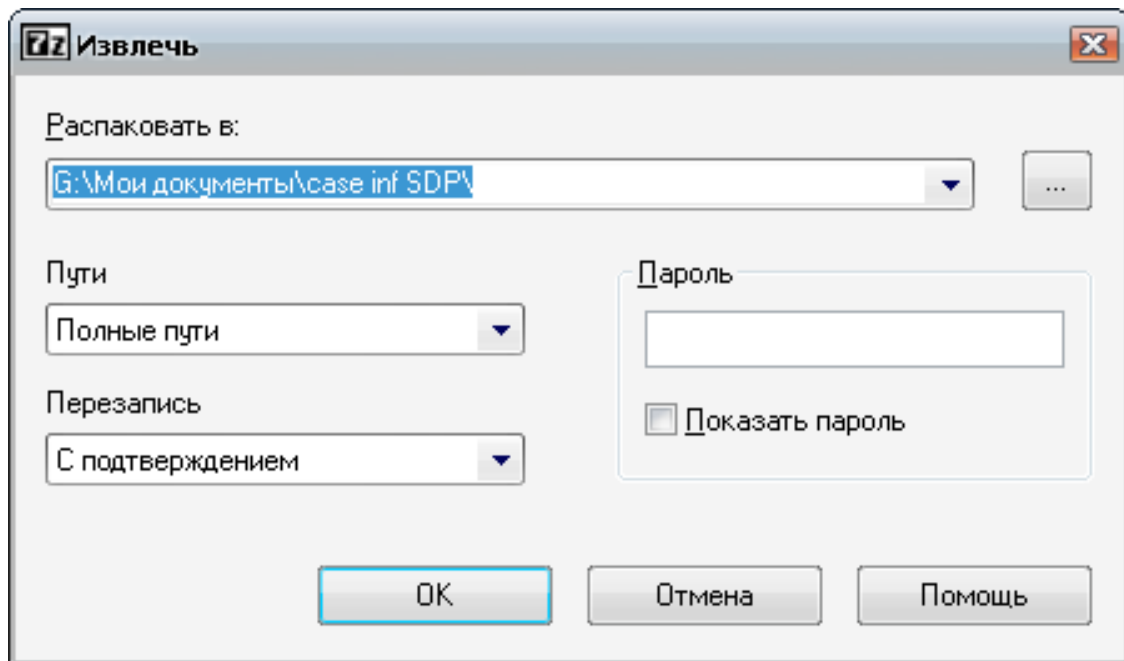 7z Извлечь
Распаковать в:
G:\Мои документы\case inf SDP\
...
Пути
Полные пути
Перезапись
С подтверждением
Пароль
Показать пароль
OK
Отмена
Помощь